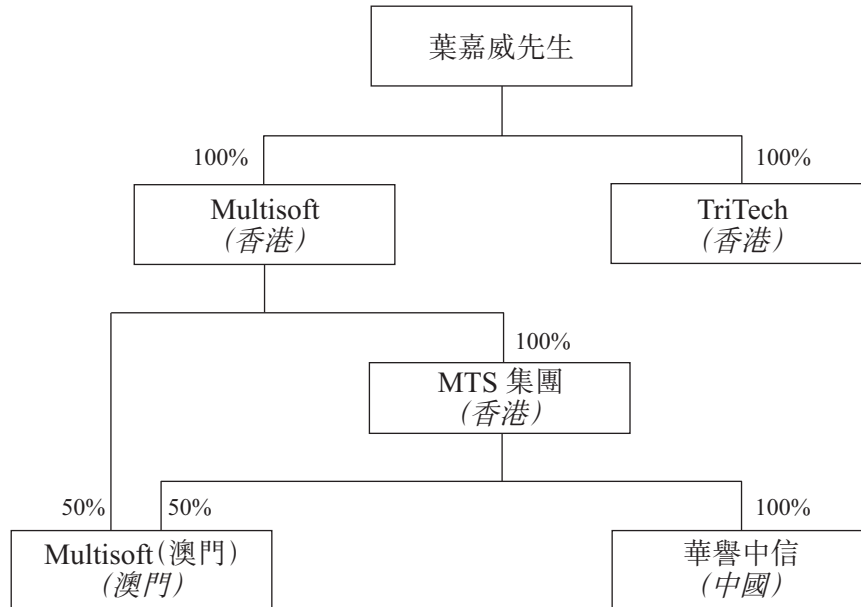 葉嘉威先生
100%
100%
Multisoft
(香港)
TriTech
(香港)
100%
MTS 集團
(香港)
50%
50%
100%
Multisoft(澳門)
(澳門)
華譽中信
(中國)